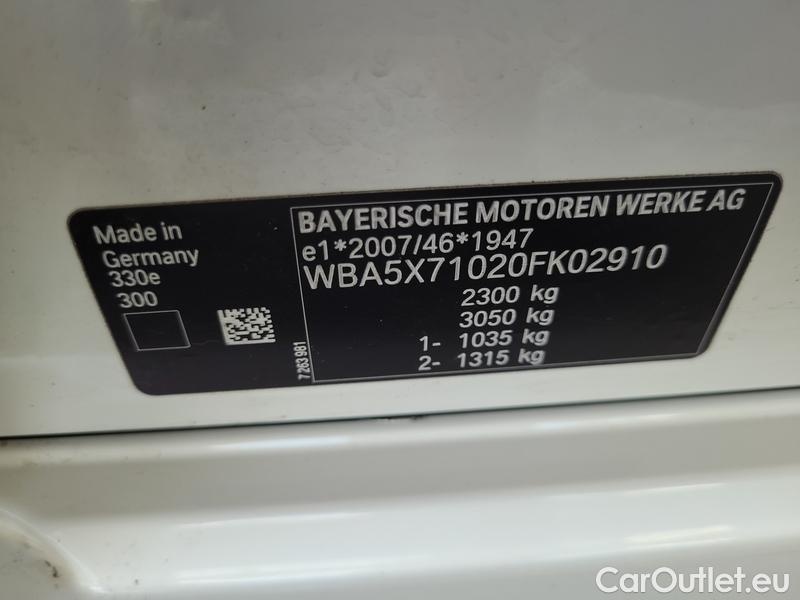 Made in
Germany
330e
300
7 263 981
BAYERISCHE MOTOREN WERKE AG
e1*2007/46*1947
WBA5X71020FK02910
2300 kg
3050 kg
1- 1035 kg
2- 1315 kg
CarOutlet.eu